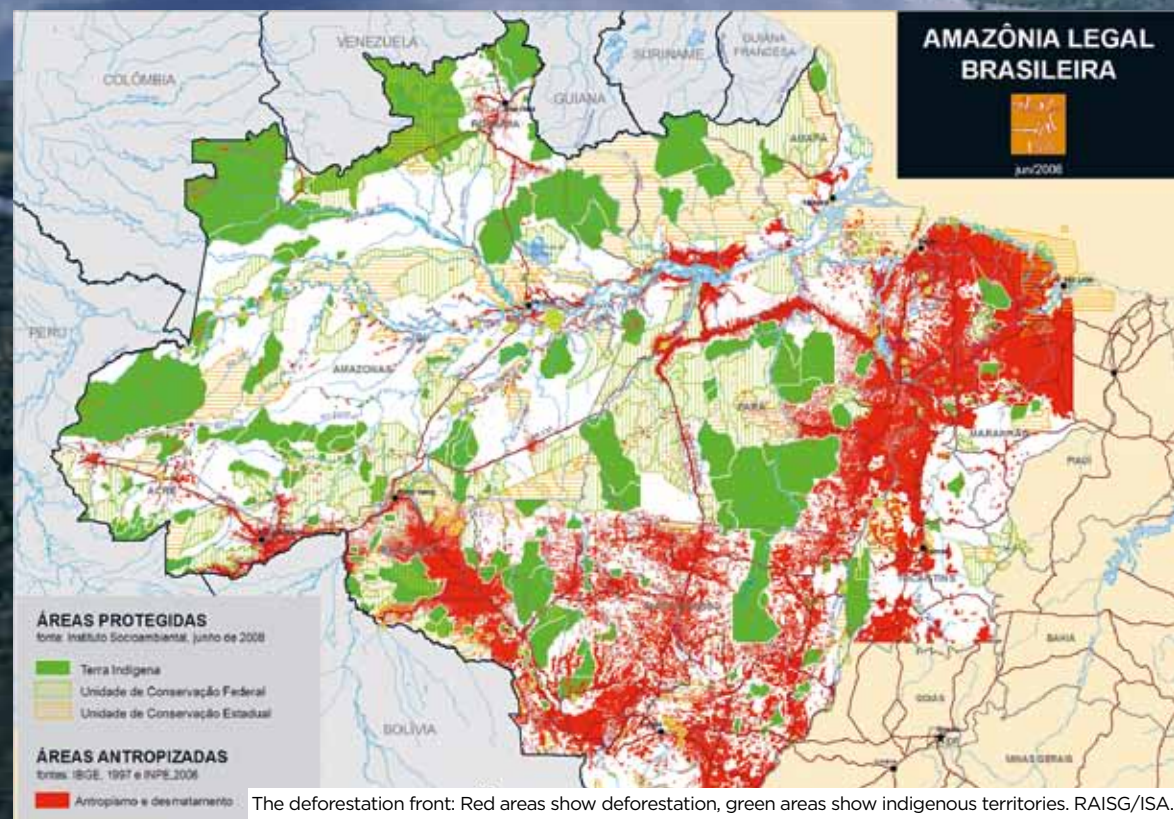 AMAZÔNIA LEGAL
BRASILEIRA
jun/2006
VENEZUELA
GUIANA
FRANCESA
SURINAME
COLÔMBIA
GUIANA
RORAIMA
AMAPÁ
PERU
AMAZONAS
PARÁ
MARANHÃO
PIAUÍ
ACRE
TOCANTINS
BAHIA
GOIÁS
BOLÍVIA
MINAS GERAIS
ÁREAS PROTEGIDAS
fonte: Instituto Socioambiental, junho de 2008
Terra Indígena
Unidade de Conservação Federal
Unidade de Conservação Estadual
ÁREAS ANTROPIZADAS
fontes: IBGE, 1997 e INPE,2006
Antropismo e desmatamento
The deforestation front: Red areas show deforestation, green areas show indigenous territories. RAISG/ISA.